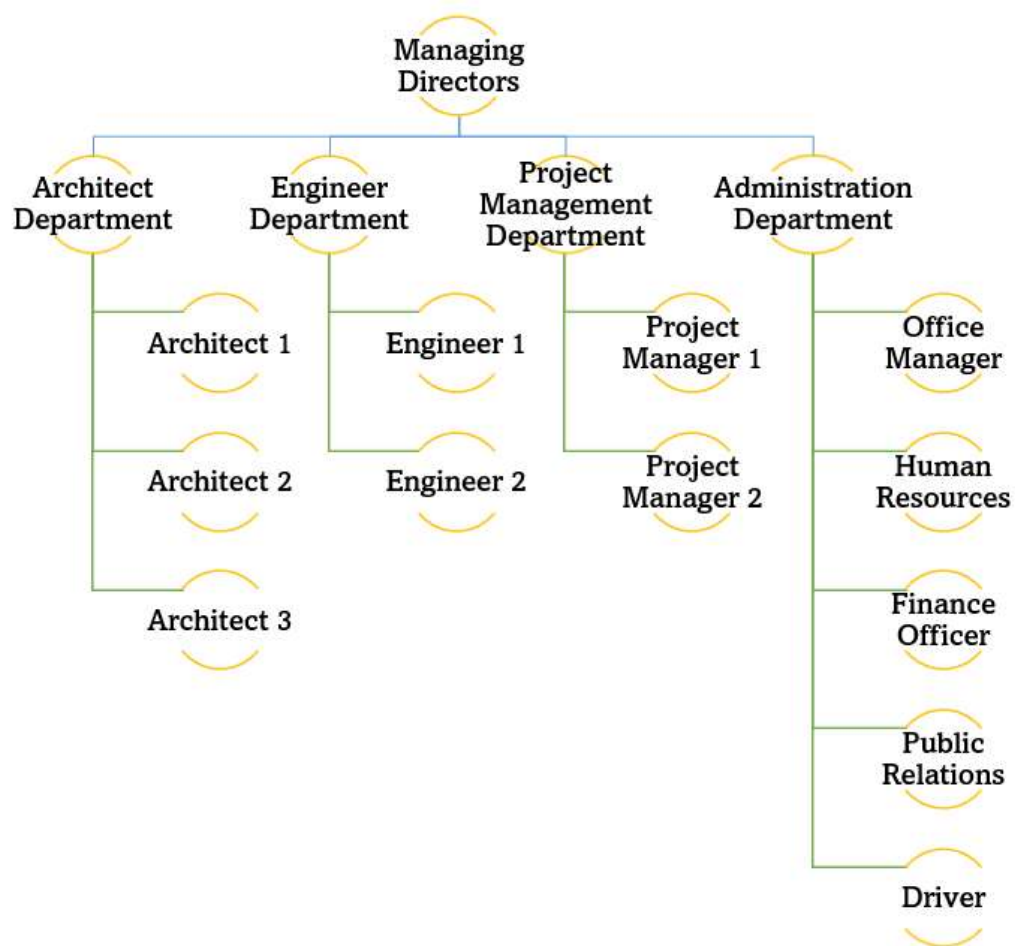 Managing
Directors
Architect
Department
Engineer
Department
Project
Management
Department
Administration
Department
Architect 1
Architect 2
Architect 3
Engineer 1
Engineer 2
Project
Manager 1
Project
Manager 2
Office
Manager
Human
Resources
Finance
Officer
Public
Relations
Driver